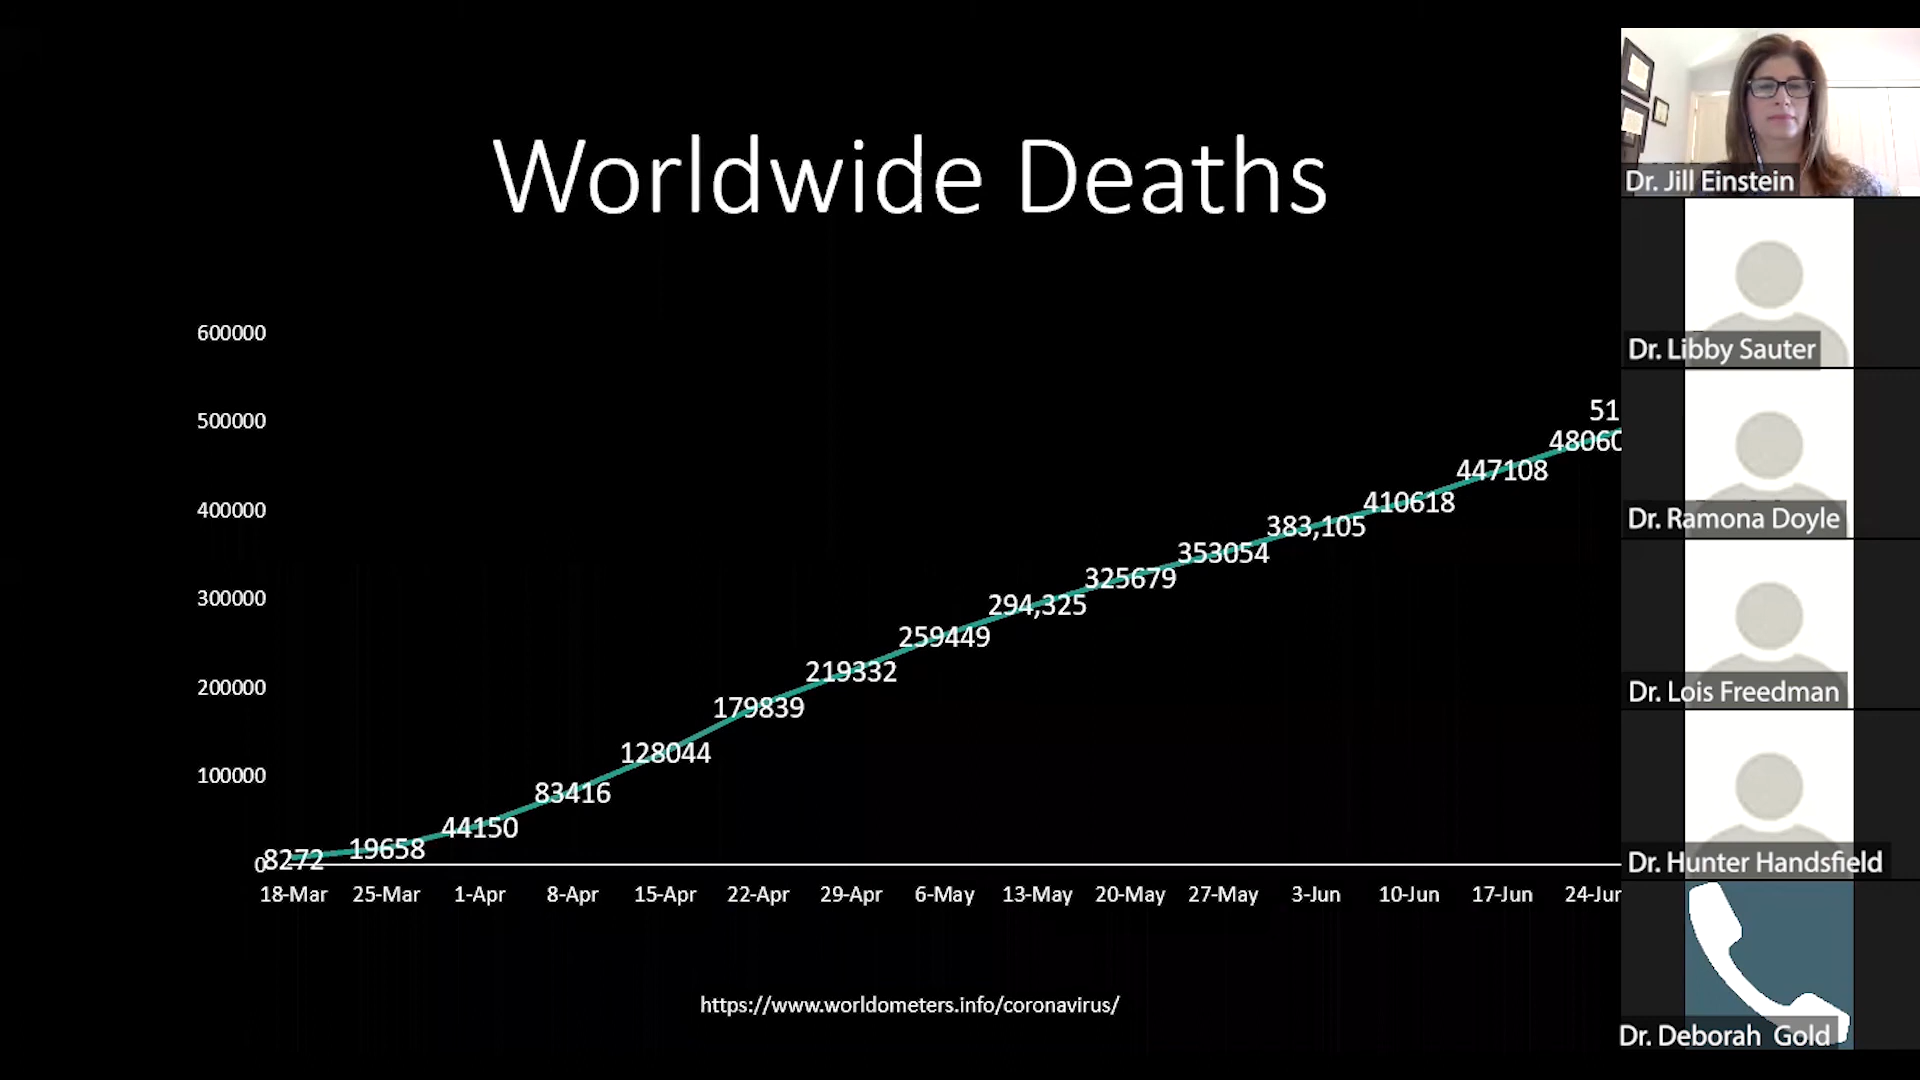 Worldwide Deaths
600000
500000
400000
300000
200000
100000
0
8272
19658
44150
83416
128044
179839
219332
259449
294,325
325679
353054
383,105
410618
447108
18-Mar 25-Mar 1-Apr 8-Apr 15-Apr 22-Apr 29-Apr 6-May 13-May 20-May 27-May 3-Jun 10-Jun 17-Jun
https://www.worldometers.info/coronavirus/
Dr. Jill Einstein
Dr. Libby Sauter
Dr. Ramona Doyle
Dr. Lois Freedman
Dr. Hunter Handsfield
Dr. Deborah Gold